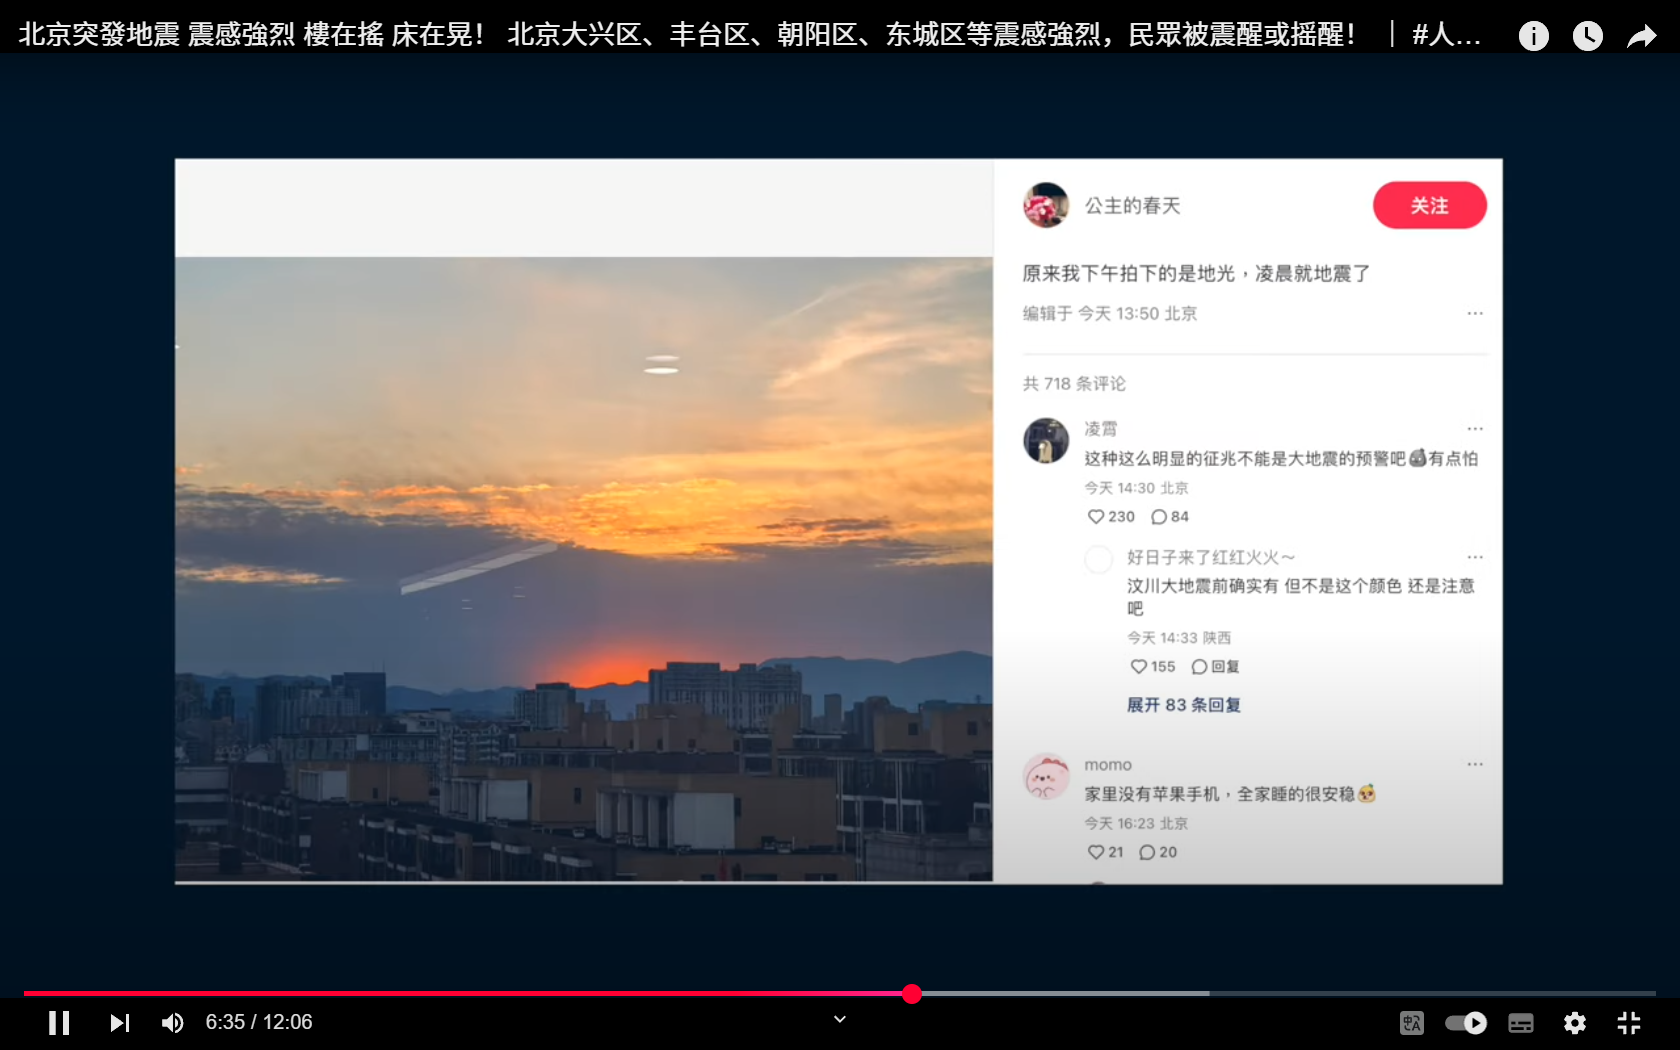 北京突發地震 震感強烈 樓在搖 床在晃！ 北京大兴区、丰台区、朝阳区、东城区等震感強烈，民眾被震醒或摇醒！ ｜ #人...
公主的春天
关注
原来我下午拍下的是地光，凌晨就地震了
编辑于 今天 13:50 北京
共 718 条评论
凌霄
这种这么明显的征兆不能是大地震的预警吧有点怕
今天 14:30 北京
230 84
好日子来了红红火火～
汶川大地震前确实有 但不是这个颜色 还是注意
吧
今天 14:33 陕西
155 回复
展开 83 条回复
momo
家里没有苹果手机，全家睡的很安稳
今天 16:23 北京
21 20
6:35 / 12:06